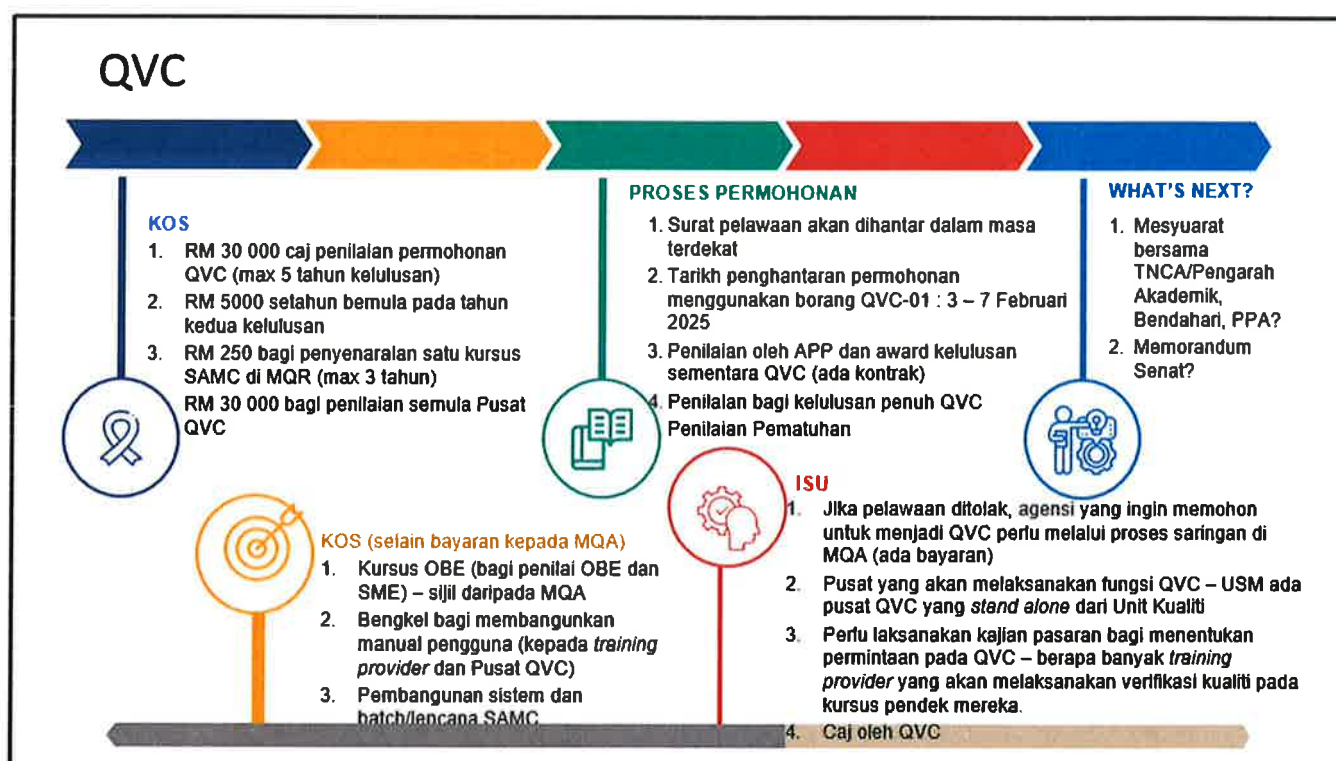 QVC
KOS
1. RM 30 000 caj penilaian permohonan
QVC (max 5 tahun kelulusan)
2. RM 5000 setahun bemula pada tahun
kedua kelulusan
3. RM 250 bagi penyenaraian satu kursus
SAMC di MQR (max 3 tahun)
RM 30 000 bagi penilaian semula Pusat
QVC
KOS (selain bayaran kepada MQA)
1. Kursus OBE (bagi penilai OBE dan
SME) – sijil daripada MQA
2. Bengkel bagi membangunkan
manual pengguna (kepada training
provider dan Pusat QVC)
3. Pembangunan sistem dan
batch/lencana SAMC
PROSES PERMOHONAN
1. Surat pelawaan akan dihantar dalam masa
terdekat
2. Tarikh penghantaran permohonan
menggunakan borang QVC-01 : 3 – 7 Februari
2025
3. Penilaian oleh APP dan award kelulusan
sementara QVC (ada kontrak)
4. Penilaian bagi kelulusan penuh QVC
Penilaian Pematuhan
ISU
1. Jika pelawaan ditolak, agensi yang ingin memohon
untuk menjadi QVC perlu melalui proses saringan di
MQA (ada bayaran)
2. Pusat yang akan melaksanakan fungsi QVC – USM ada
pusat QVC yang stand alone dari Unit Kualiti
3. Perlu laksanakan kajian pasaran bagi menentukan
permintaan pada QVC – berapa banyak training
provider yang akan melaksanakan verifikasi kualiti pada
kursus pendek mereka.
4. Caj oleh QVC
WHAT'S NEXT?
1. Mesyuarat
bersama
TNCA/Pengarah
Akademik,
Bendahari, PPA?
2. Memorandum
Senat?